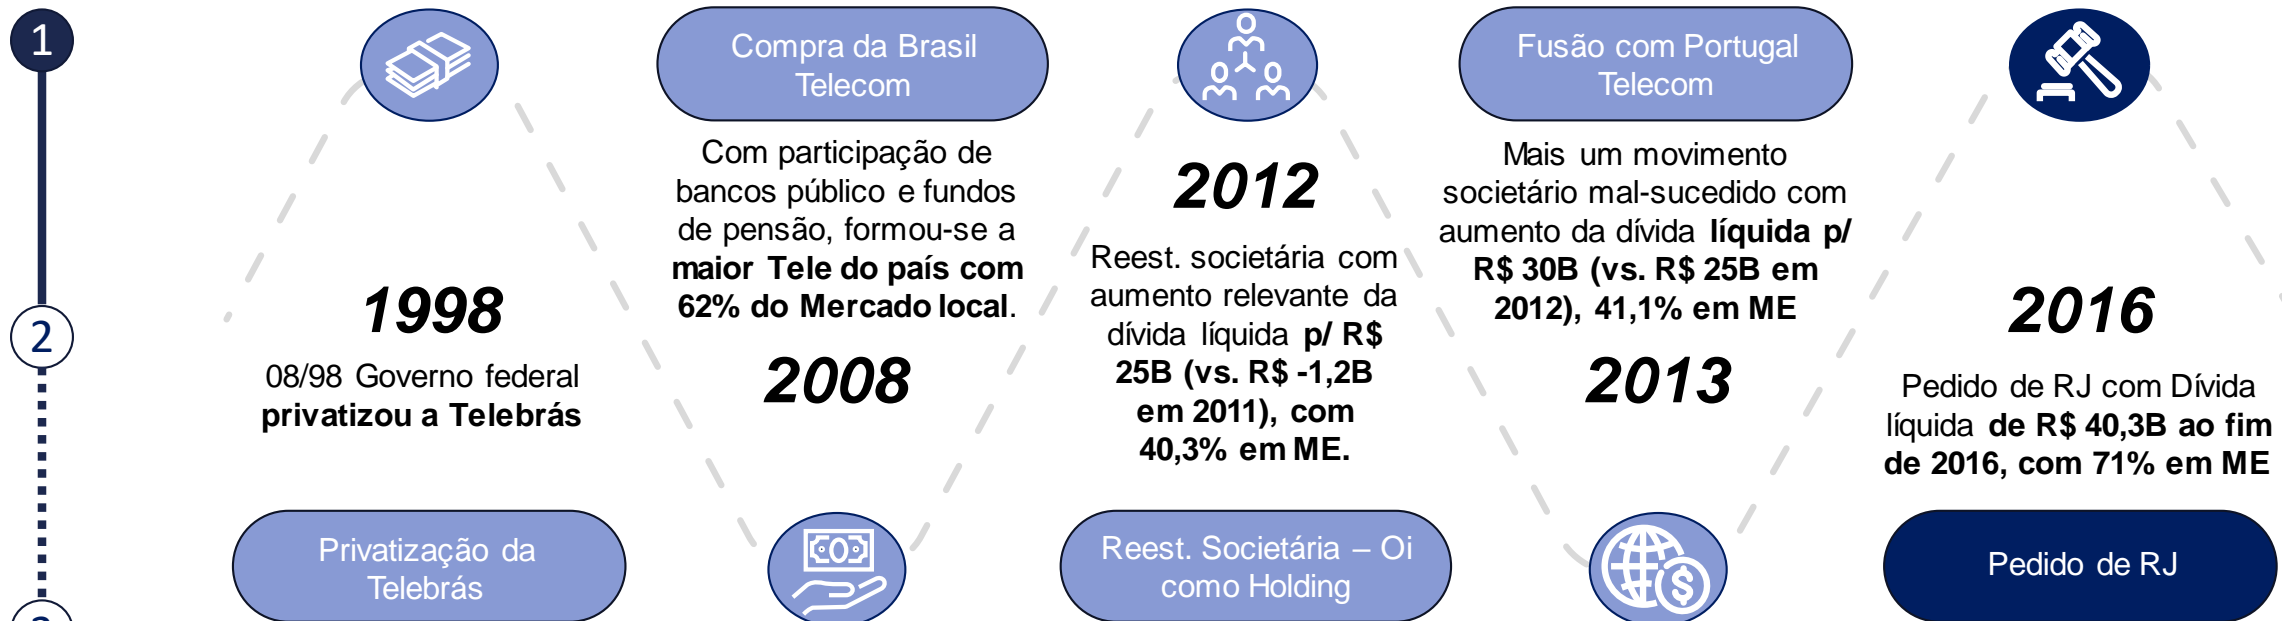 1
2
1998
08/98 Governo federal
privatizou a Telebrás
Privatização da
Telebrás
Compra da Brasil
Telecom
Com participação de
bancos público e fundos
de pensão, formou-se a
maior Tele do país com
62% do Mercado local.
2008
2012
Reest. societária com
aumento relevante da
dívida líquida p/ R$
25B (vs. R$ -1,2B
em 2011), com
40,3% em ME.
Reest. Societária – Oi
como Holding
Fusão com Portugal
Telecom
Mais um movimento
societário mal-sucedido com
aumento da dívida líquida p/
R$ 30B (vs. R$ 25B em
2012), 41,1% em ME
2013
$
2016
Pedido de RJ com Dívida
líquida de R$ 40,3B ao fim
de 2016, com 71% em ME
Pedido de RJ